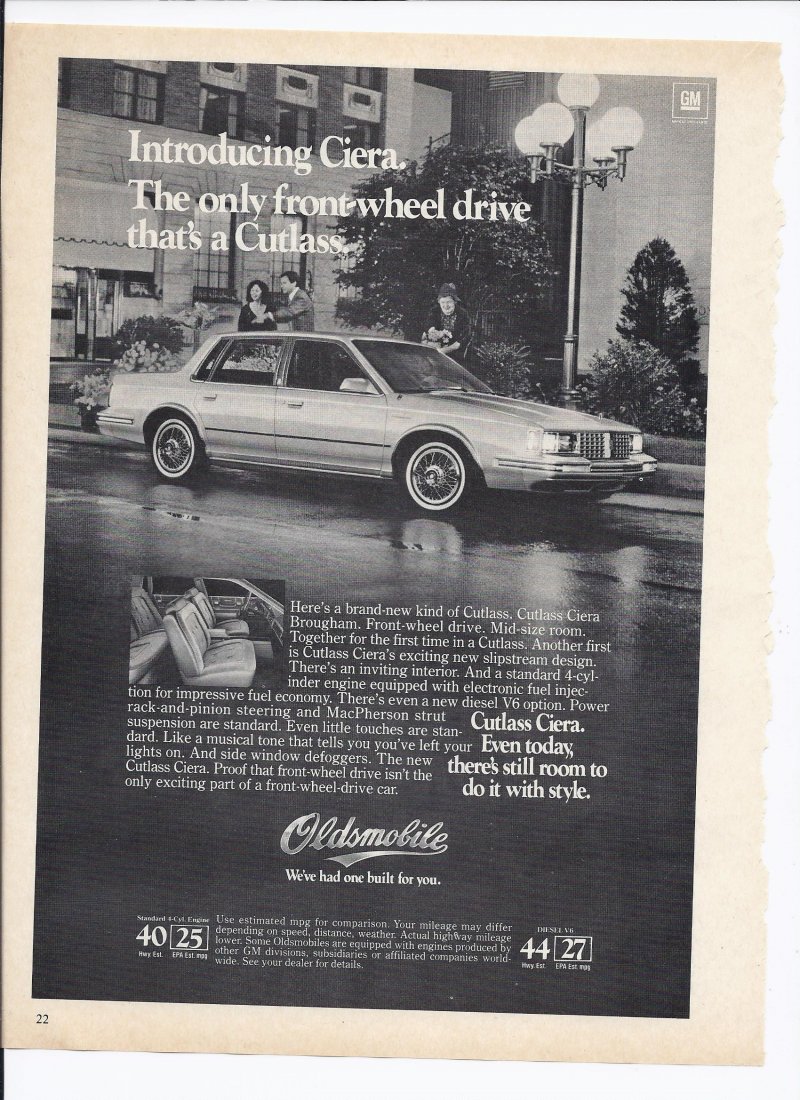 GM
Introducing Ciera.
The only front-wheel drive
that's a Cutlass.
Here's a brand-new kind of Cutlass. Cutlass Ciera
Brougham. Front-wheel drive. Mid-size room.
Together for the first time in a Cutlass. Another first
is Cutlass Ciera's exciting new slipstream design.
There's an inviting interior. And a standard 4-cyl-
inder engine equipped with electronic fuel injec-
tion for impressive fuel economy. There's even a new diesel V6 option. Power
rack-and-pinion steering and MacPherson strut
suspension are standard. Even little touches are stan-
dard. Like a musical tone that tells you you've left your
lights on. And side window defoggers. The new
Cutlass Ciera. Proof that front-wheel drive isn't the
only exciting part of a front-wheel-drive car.
Cutlass Ciera.
Even today,
there's still room to
do it with style.
Oldsmobile
We've had one built for you.
Standard 4-Cyl. Engine
40 25
Hwy Est. EPA Est. mpg
Use estimated mpg for comparison. Your mileage may differ
depending on speed, distance, weather. Actual highway mileage
lower. Some Oldsmobiles are equipped with engines produced by
other GM divisions, subsidiaries or affiliated companies world-
wide. See your dealer for details.
DIESEL V6
44 27
Hwy Est. EPA Est mpg
22